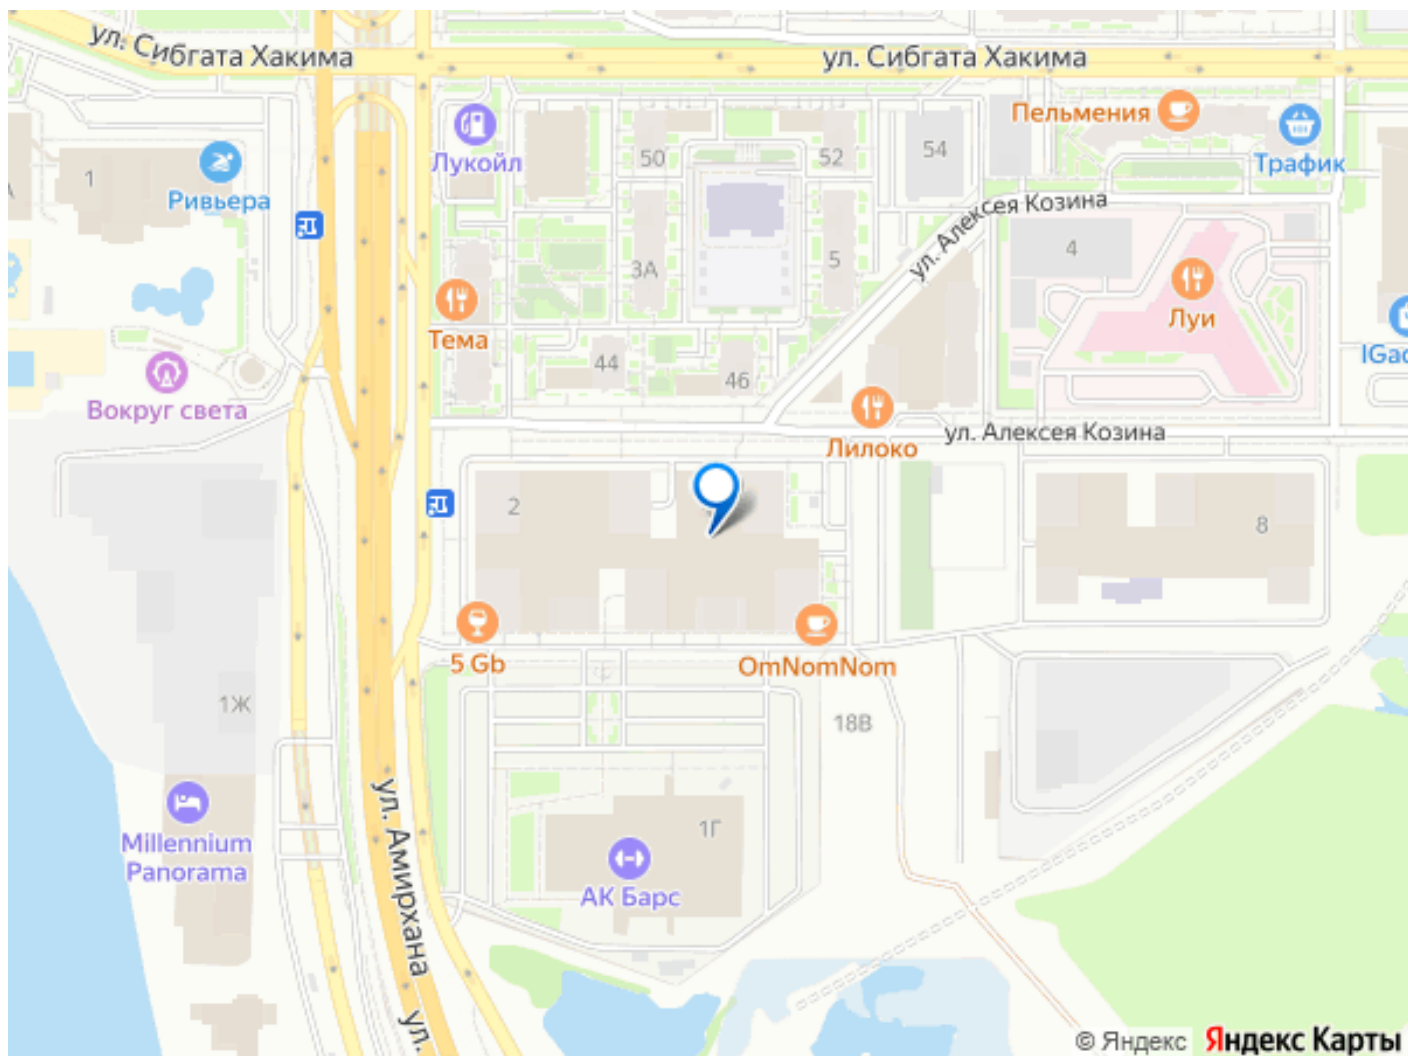 ул. Сибгата Хакима
ул. Сибгата Хакима
Пельмения
Лукойл
50
52
54
Трафик
1
Ривьера
ул. Алексея Козина
4
3А
5
Луи
Тема
44
46
IGad
Вокруг света
Лилоко
ул. Алексея Козина
2
8
5 Gb
OmNomNom
1Ж
18В
ул. Амирхана
Millennium
Panorama
1Г
АК Барс
ул.
© Яндекс Яндекс Карты